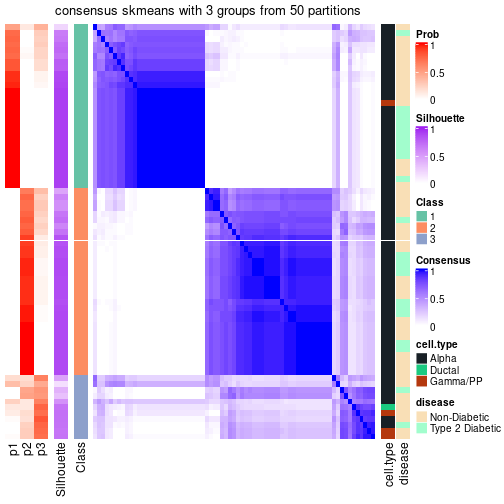 consensus skmeans with 3 groups from 50 partitions
Prob
1
0.5
0
Silhouette
1
0.5
0
Class
1
2
3
Consensus
1
0.5
0
cell.type
Alpha
Ductal
Gamma/PP
disease
Non-Diabetic
Type 2 Diabetic
p1
p2
p3
Silhouette
Class
cell.type
disease